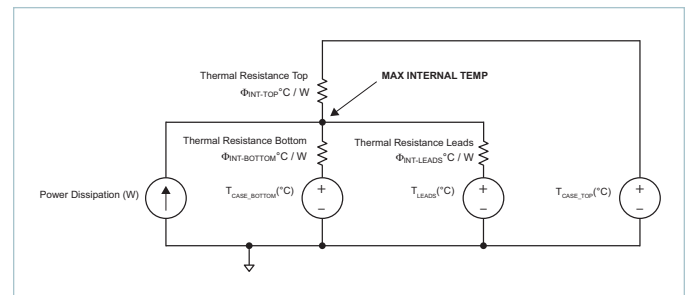 Thermal Resistance Top
ΦINT-TOP°C / W
MAX INTERNAL TEMP
Thermal Resistance Bottom
ΦINT-BOTTOM°C / W
Thermal Resistance Leads
ΦINT-LEADS°C / W
Power Dissipation (W)
TCASE_BOTTOM(°C)
+
–
TLEADS(°C)
+
–
TCASE_TOP(°C)
+
–